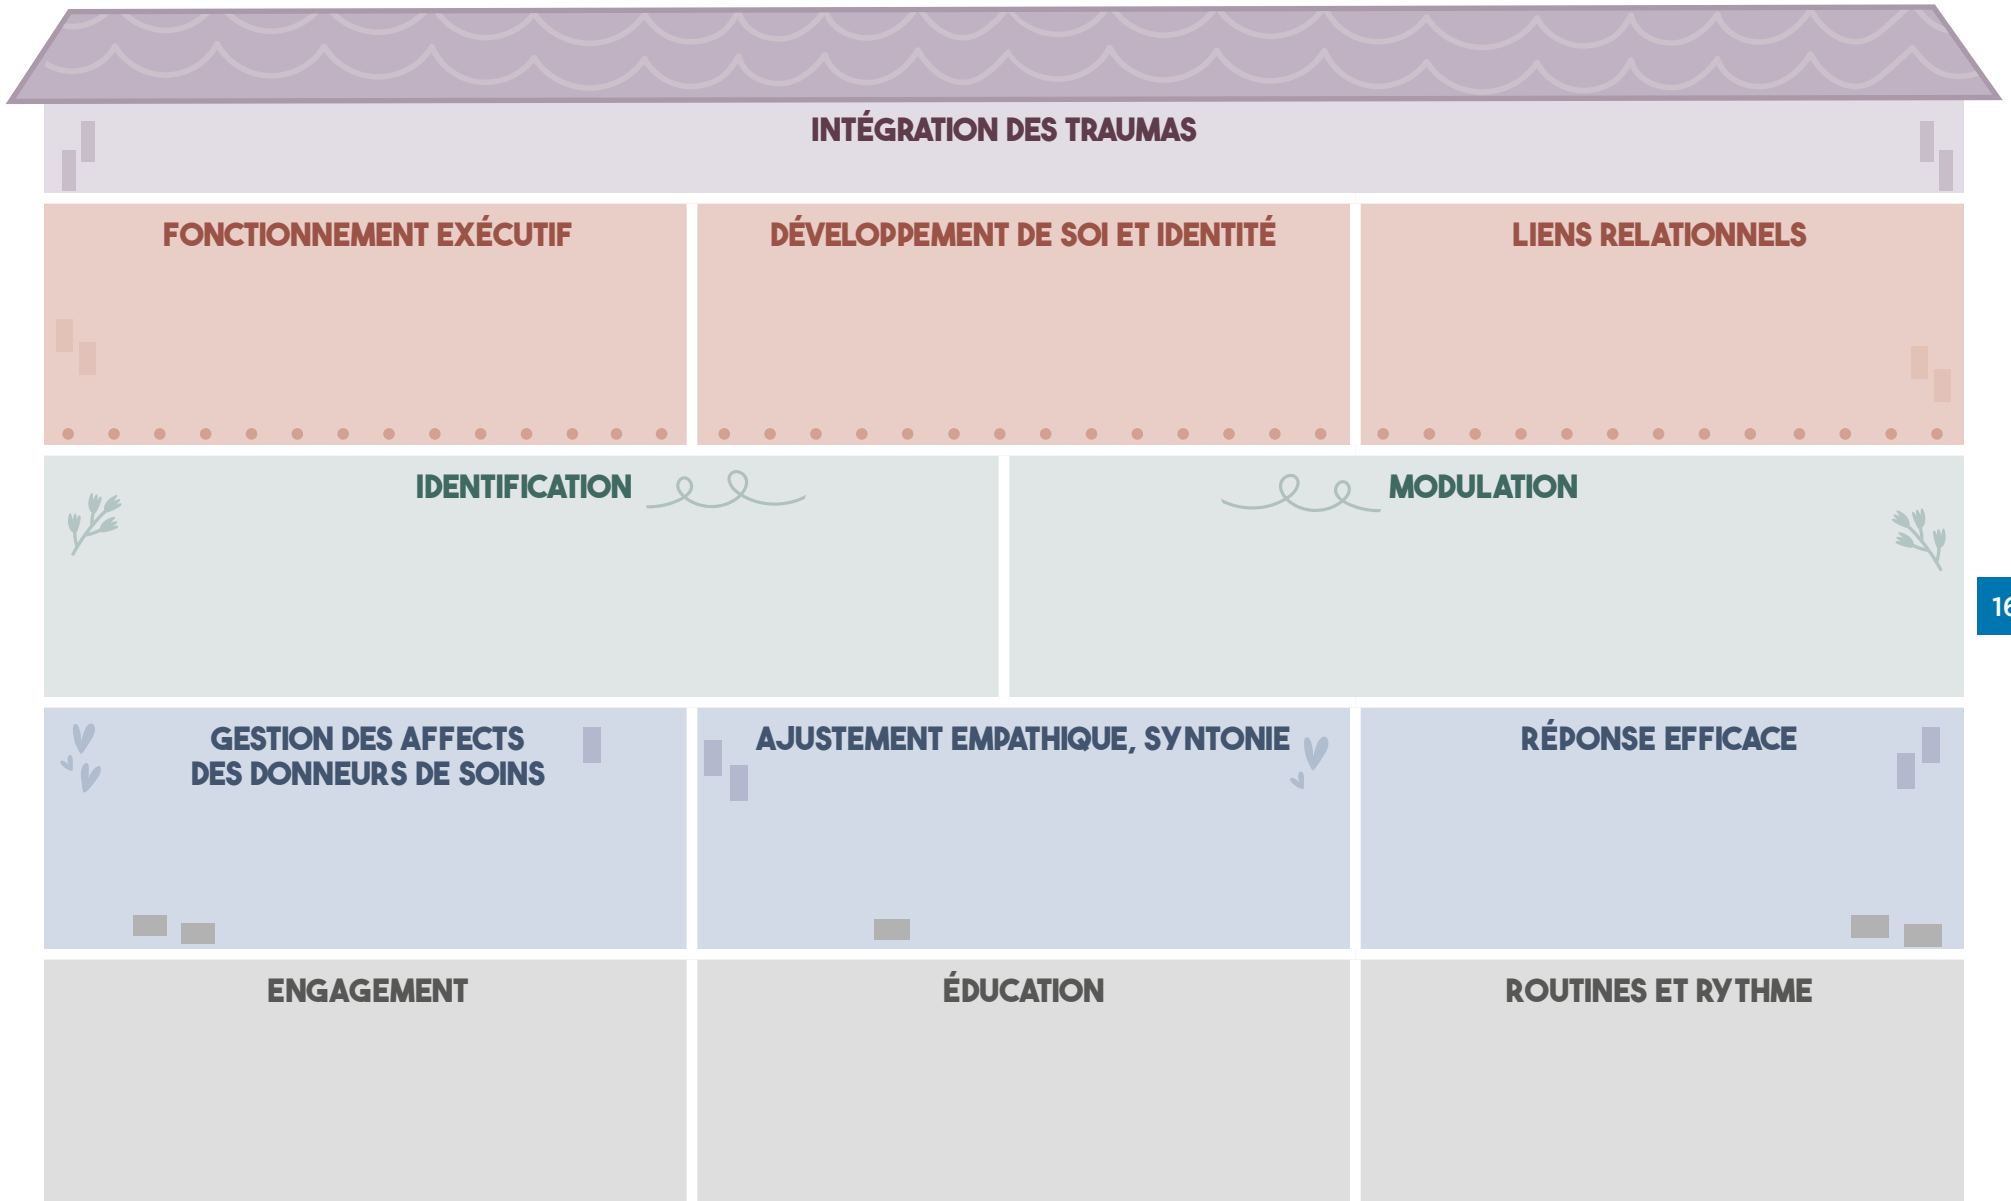 INTÉGRATION DES TRAUMAS
FONCTIONNEMENT EXÉCUTIF
DÉVELOPPEMENT DE SOI ET IDENTITÉ
LIENS RELATIONNELS
IDENTIFICATION
MODULATION
GESTION DES AFFECTS
DES DONNEURS DE SOINS
AJUSTEMENT EMPATHIQUE, SYNTONIE
RÉPONSE EFFICACE
ENGAGEMENT
ÉDUCATION
ROUTINES ET RYTHME